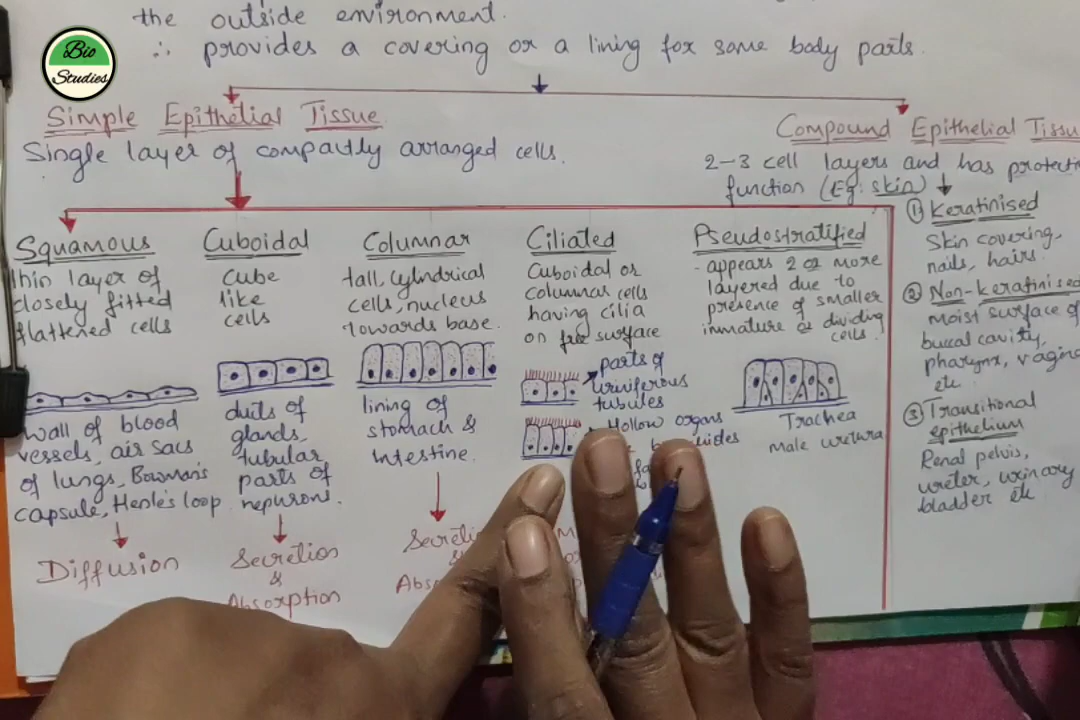 the outside environment.
∴ provides a covering or a lining for some body parts.
Bio
Studies
Simple Epithelial Tissue
Single layer of compactly arranged cells.
Compound Epithelial Tissu
2-3 cell layers and has protecti
function (Eg: skin)
Squamous
thin layer of
closely fitted
flattened cells
wall of blood
vessels, air sacs
of lungs, Bowman's
capsule, Henle's loop
Diffusion
Cuboidal
Cube
like
cells
ducts of
glands,
tubular
parts of
nephrons.
Secretion
&
Absorption
Columnar
tall, cylindrical
cells, nucleus
towards base.
lining of
stomach &
Intestine.
Secreti
Abs
Ciliated
Cuboidal or
columnar cells
having cilia
on free surface
parts of
uriniferous
tubules
Hollow organs
Pseudostratified
- appears 2 or more
layered due to
presence of smaller
immature or dividing
cells.
Trachea
male urethra
① Keratinised
Skin covering,
nails, hairs.
② Non-keratinised
moist surface of
buccal cavity,
pharynx, vagina
etc
③ Transitional
epithelium
Renal pelvis,
ureter, urinary
bladder etc